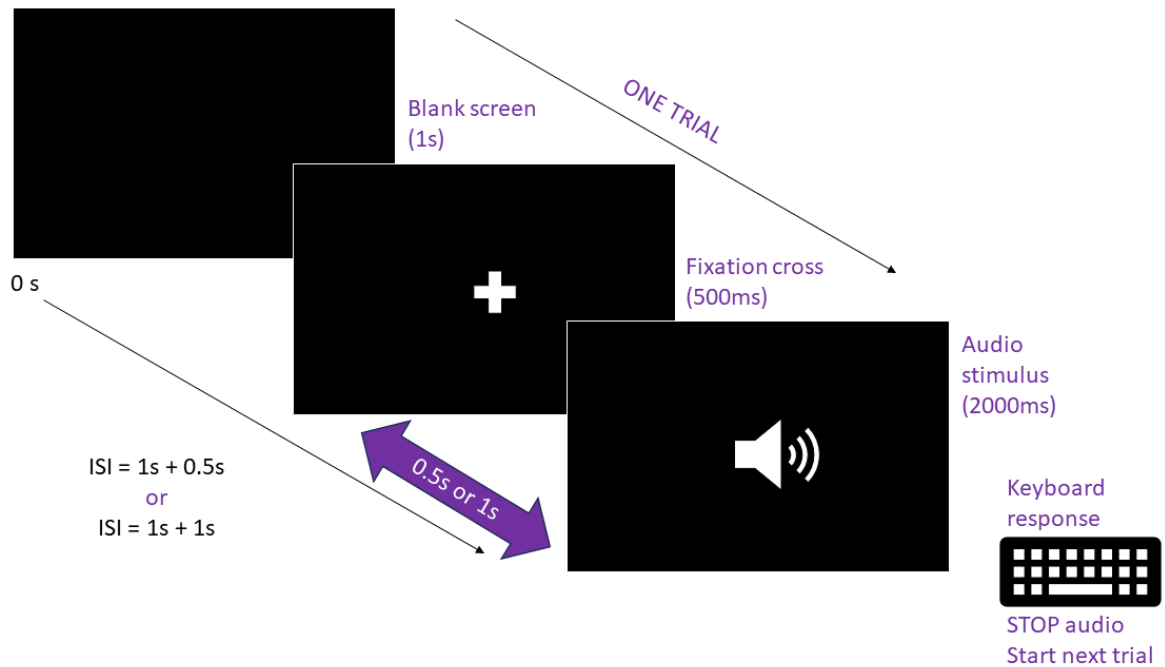 ONE TRIAL
Blank screen
(1s)
Fixation cross
(500ms)
0 s
Audio
stimulus
(2000ms)
0.5s or 1s
ISI = 1s + 0.5s
or
ISI = 1s + 1s
Keyboard
response
STOP audio
Start next trial